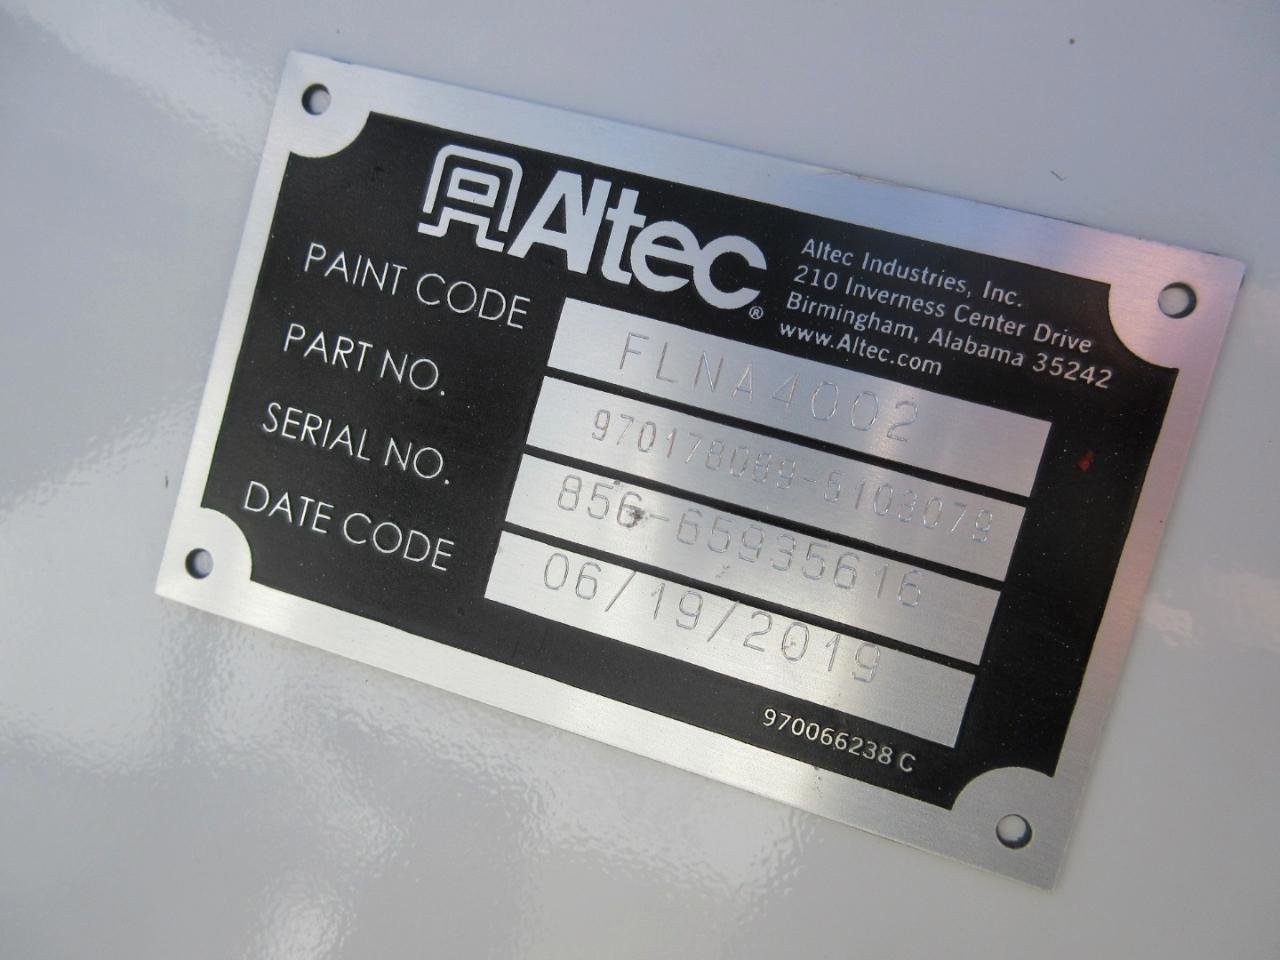 Altec®
Altec Industries, Inc.
210 Inverness Center Drive
Birmingham, Alabama 35242
www.Altec.com
PAINT CODE FLNA4002
PART NO. 970178089-6103079
SERIAL NO. 856-65935616
DATE CODE 06/19/2019
970066238 C